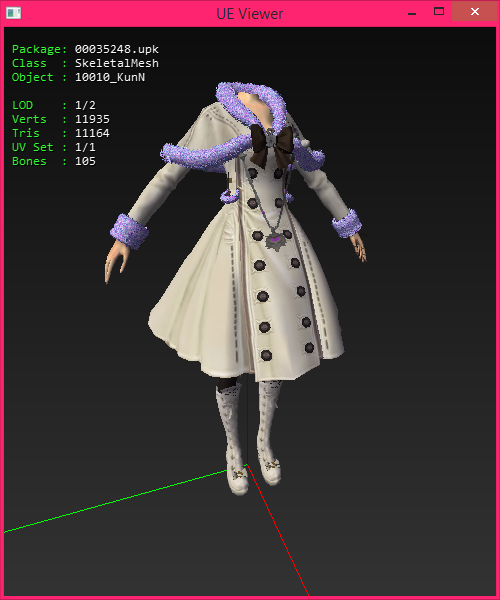 UE Viewer
Package: 00035248.upk
Class : SkeletalMesh
Object : 10010_KunN
LOD : 1/2
Verts : 11935
Tris : 11164
UV Set : 1/1
Bones : 105